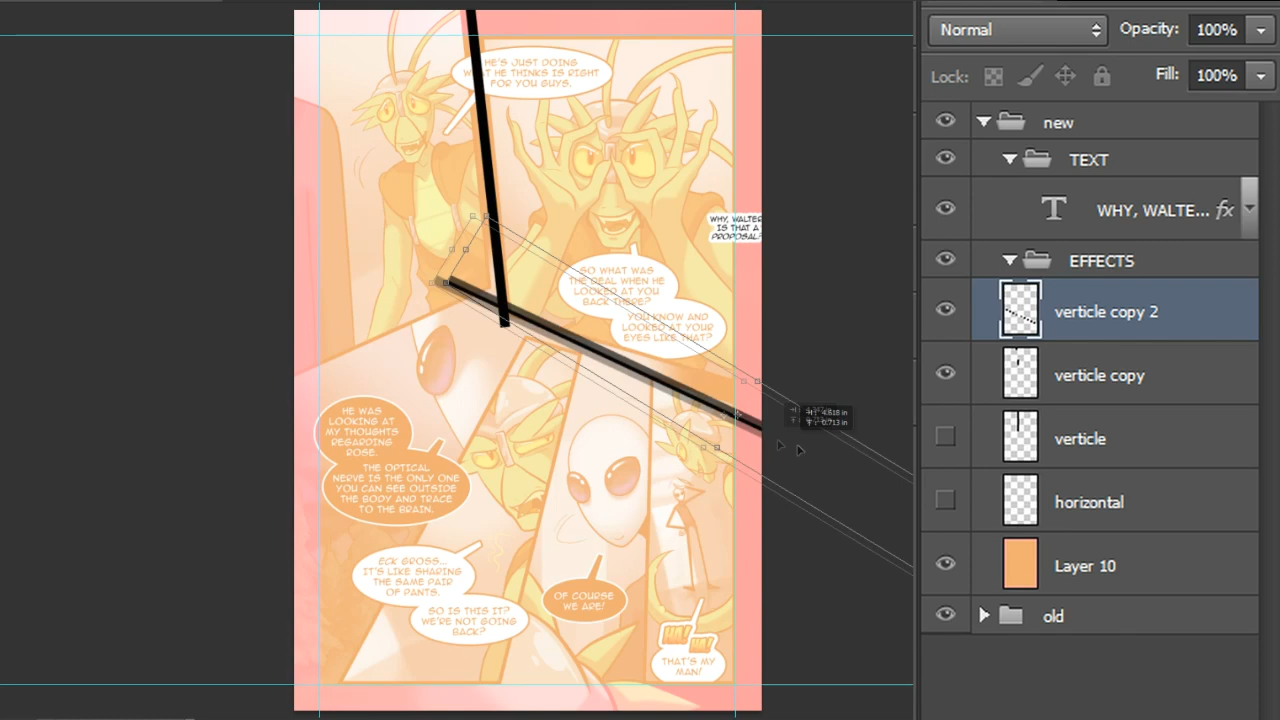 Normal
Opacity: 100%
Lock:
Fill: 100%
new
TEXT
T WHY, WALTE... fx
EFFECTS
verticle copy 2
verticle copy
verticle
horizontal
Layer 10
old
HE'S JUST DOING
WHAT HE THINKS IS RIGHT
FOR YOU GUYS.
WHY, WALTER
IS THAT A
PROPOSAL?
SO WHAT WAS
THE DEAL WHEN HE
LOOKED AT YOU
BACK THERE?
YOU KNOW AND
LOOKED AT YOUR
EYES LIKE THAT?
HE WAS
LOOKING AT
MY THOUGHTS
REGARDING
ROSE.
THE OPTICAL
NERVE IS THE ONLY ONE
YOU CAN SEE OUTSIDE
THE BODY AND TRACE
TO THE BRAIN.
ECK GROSS...
IT'S LIKE SHARING
THE SAME PAIR
OF PANTS.
SO IS THIS IT?
WE'RE NOT GOING
BACK?
OF COURSE
WE ARE!
HA!
HA!
THAT'S MY
MAN!